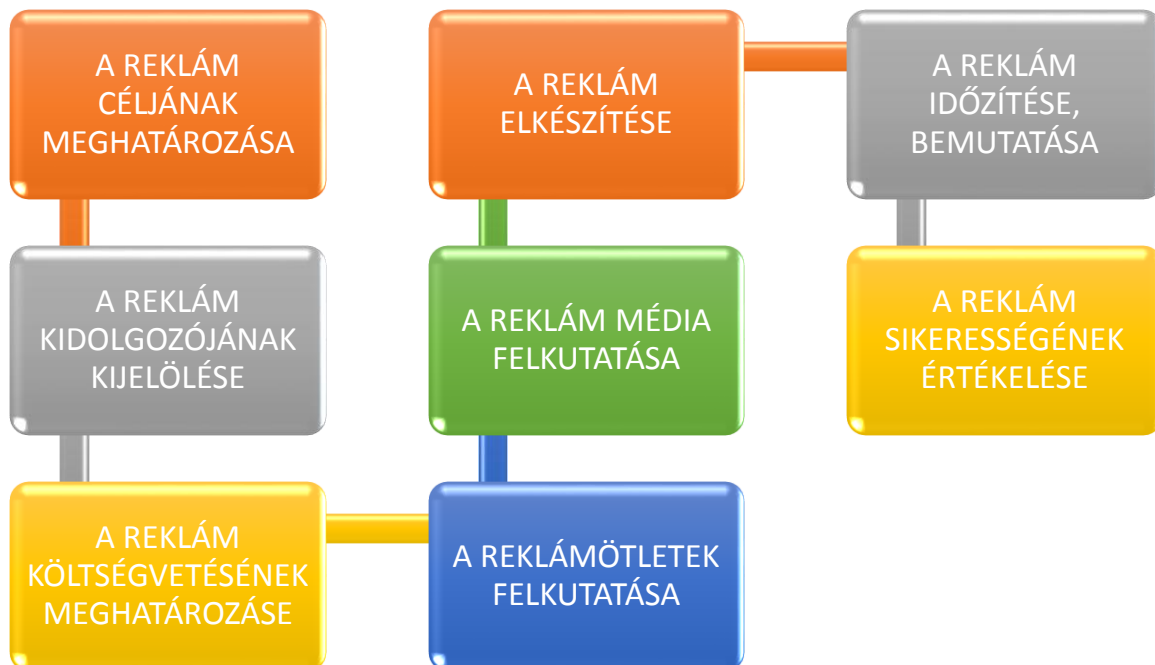 A REKLÁM
CÉLJÁNAK
MEGHATÁROZÁSA
A REKLÁM
KIDOLGOZÓJÁNAK
KIJELÖLÉSE
A REKLÁM
KÖLTSÉGVETÉSÉNEK
MEGHATÁROZÁSE
A REKLÁMÖTLETEK
FELKUTATÁSA
A REKLÁM MÉDIA
FELKUTATÁSA
A REKLÁM
ELKÉSZÍTÉSE
A REKLÁM
IDŐZÍTÉSE,
BEMUTATÁSA
A REKLÁM
SIKERESSÉGÉNEK
ÉRTÉKELÉSE